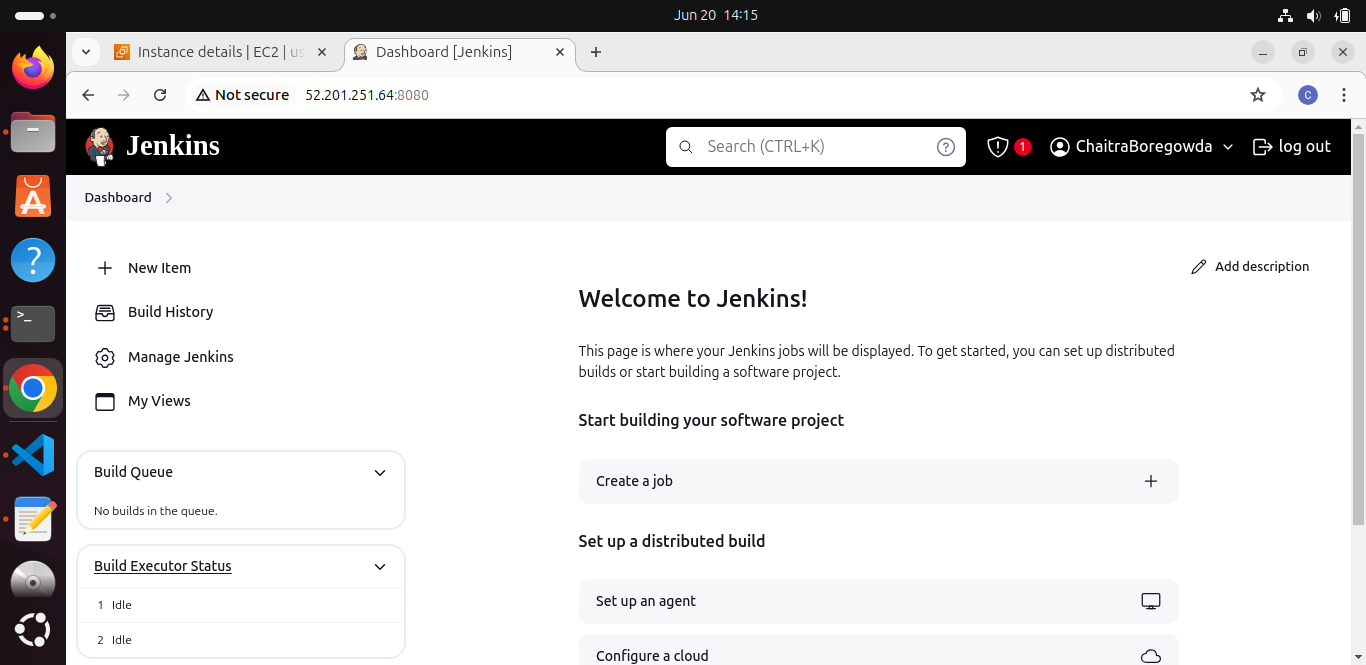 Jun 20 14:15
Instance details | EC2 | us
Dashboard [Jenkins]
Not secure
52.201.251.64:8080
C
Jenkins
Search (CTRL+K)
1
ChaitraBoregowda
log out
Dashboard
New Item
Build History
Manage Jenkins
My Views
Build Queue
No builds in the queue.
Build Executor Status
1 Idle
2 Idle
Add description
Welcome to Jenkins!
This page is where your Jenkins jobs will be displayed. To get started, you can set up distributed
builds or start building a software project.
Start building your software project
Create a job
Set up a distributed build
Set up an agent
Configure a cloud